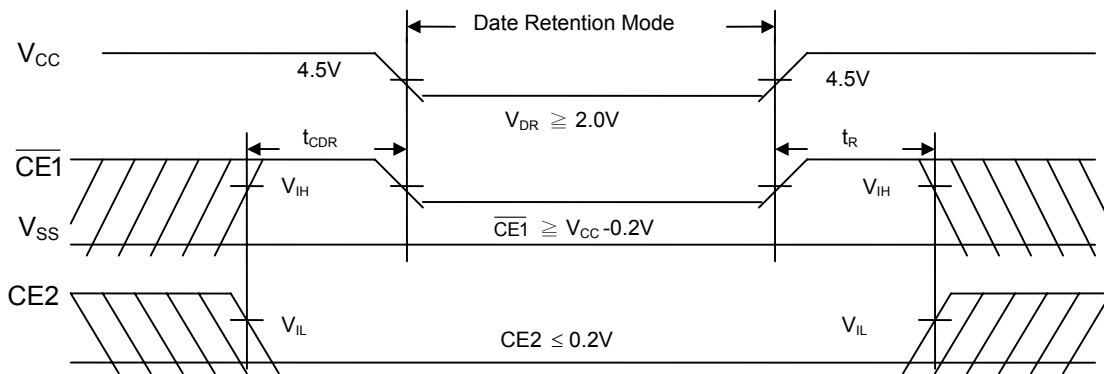 Date Retention Mode
VCC
4.5V
4.5V
VDR ≧ 2.0V
tCDR
tR
CE1
VIH
VIH
VSS
CE1 ≧ VCC -0.2V
CE2
VIL
VIL
CE2 ≤ 0.2V